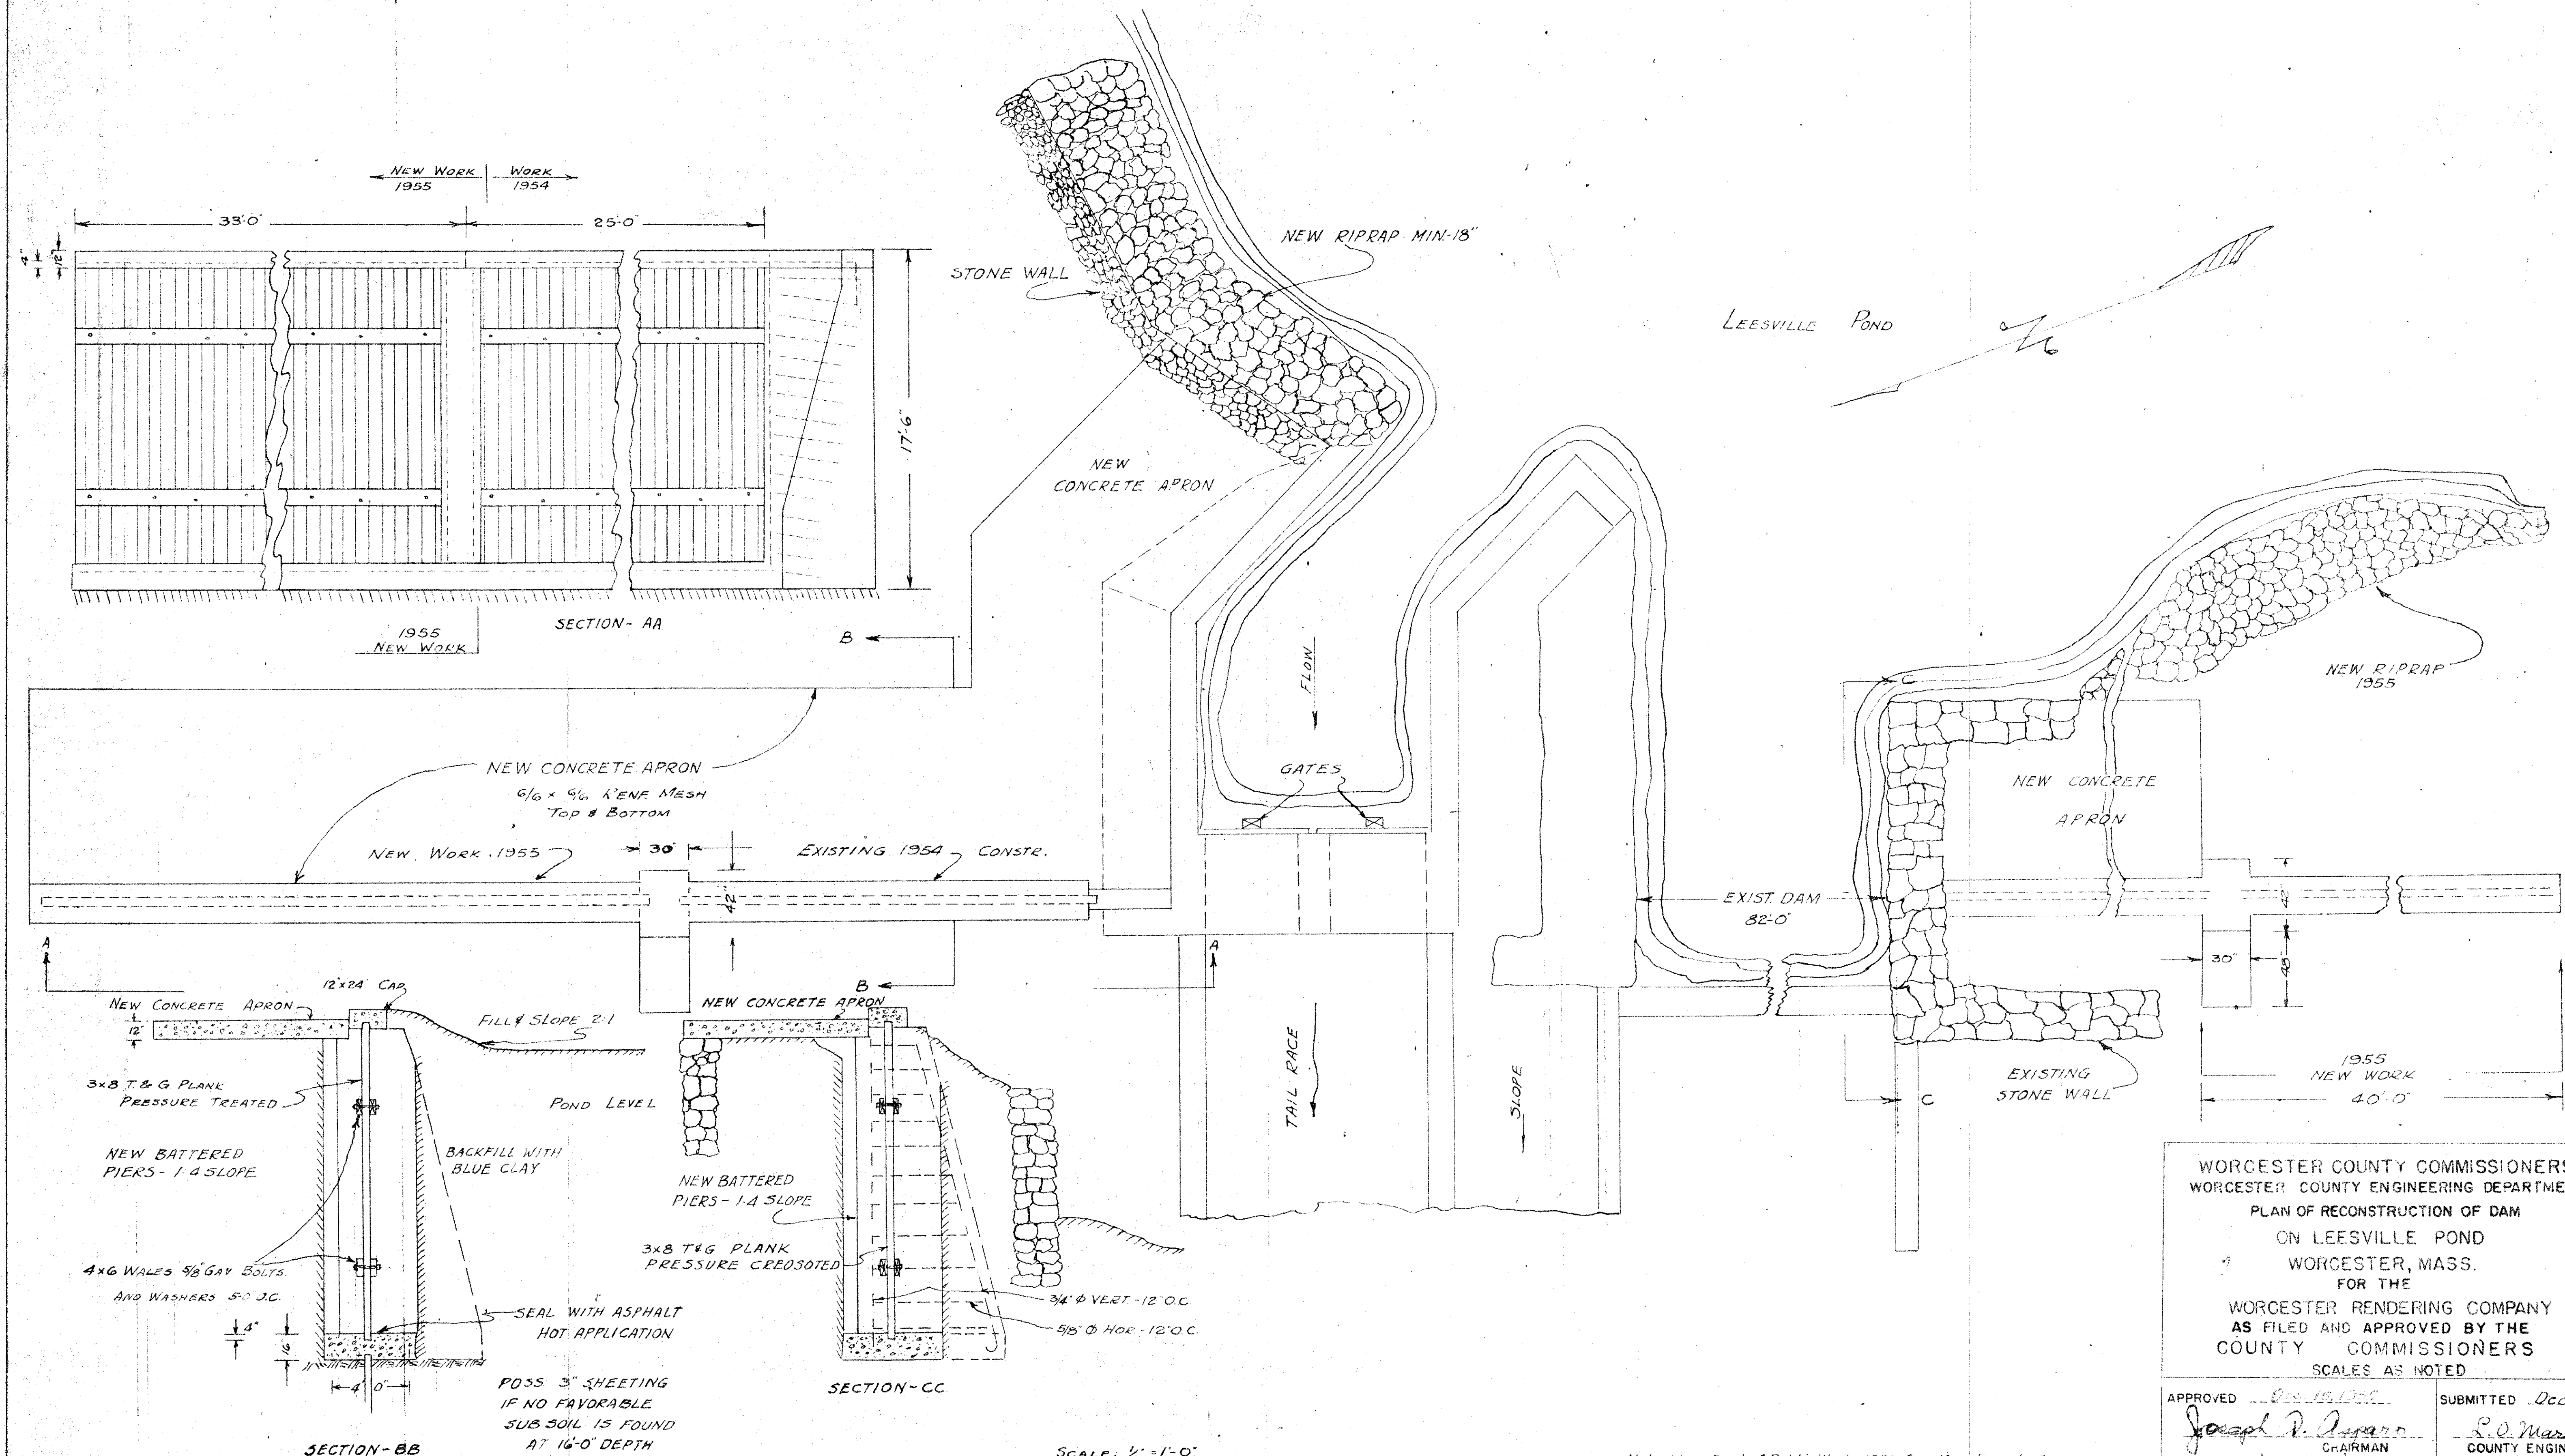 NEW WORK
1955
WORK
1954
33'-0"
25'-0"
4"
12"
17'-6"
1955
NEW WORK
SECTION-AA
B
STONE WALL
NEW RIPRAP MIN-18"
NEW
CONCRETE APRON
LEESVILLE POND
FLOW
GATES
NEW RIPRAP
1955
C
NEW CONCRETE
APRON
NEW CONCRETE APRON
6/6 x 6/6 REINF MESH
TOP & BOTTOM
NEW WORK 1955
30"
EXISTING 1954 CONSTR.
42"
EXIST. DAM
82'-0"
30"
A
A
B
C
TAIL RACE
SLOPE
EXISTING
STONE WALL
1955
NEW WORK
40'-0"
12"x24" CAP
NEW CONCRETE APRON
12"
FILL & SLOPE 2:1
3x8 T.& G. PLANK
PRESSURE TREATED
NEW BATTERED
PIERS-1:4 SLOPE
BACKFILL WITH
BLUE CLAY
4x6 WALES 5/8" GAV BOLTS.
AND WASHERS 5'-0" O.C.
SEAL WITH ASPHALT
HOT APPLICATION
4"
16"
4'-0"
POSS. 3" SHEETING
IF NO FAVORABLE
SUB SOIL IS FOUND
AT 16'-0" DEPTH
SECTION-BB
NEW CONCRETE APRON
POND LEVEL
NEW BATTERED
PIERS-1:4 SLOPE
3x8 T&G PLANK
PRESSURE CREOSOTED
3/4" Φ VERT.-12" O.C.
5/8" Φ HOR-12" O.C.
SECTION-CC
WORCESTER COUNTY COMMISSIONERS
WORCESTER COUNTY ENGINEERING DEPARTME
PLAN OF RECONSTRUCTION OF DAM
ON LEESVILLE POND
WORCESTER, MASS.
FOR THE
WORCESTER RENDERING COMPANY
AS FILED AND APPROVED BY THE
COUNTY COMMISSIONERS
SCALES AS NOTED
APPROVED
SUBMITTED
Joseph
CHAIRMAN
L.O. Mar
COUNTY ENGIN